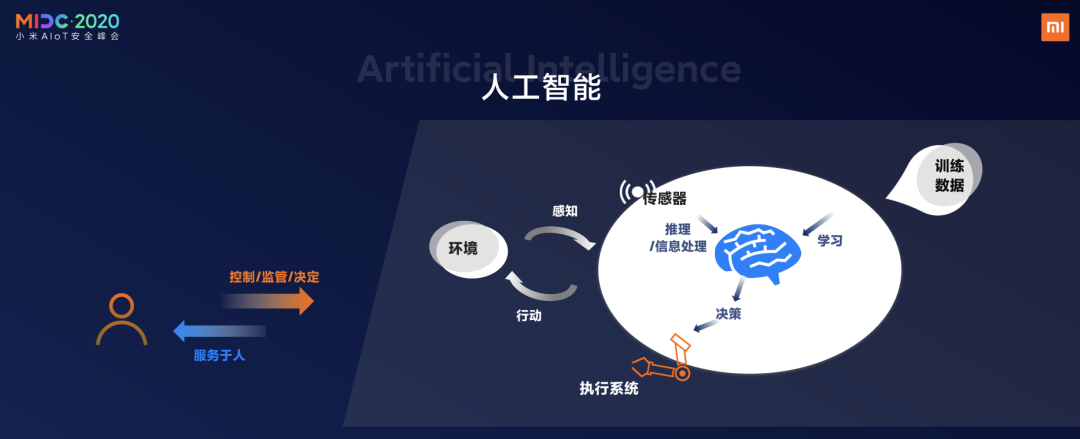 MIDC·2020
小米AIoT安全峰会
mi
Artificial Intelligence
人工智能
训练
数据
传感器
感知
推理
/信息处理
学习
环境
控制/监管/决定
行动
决策
服务于人
执行系统